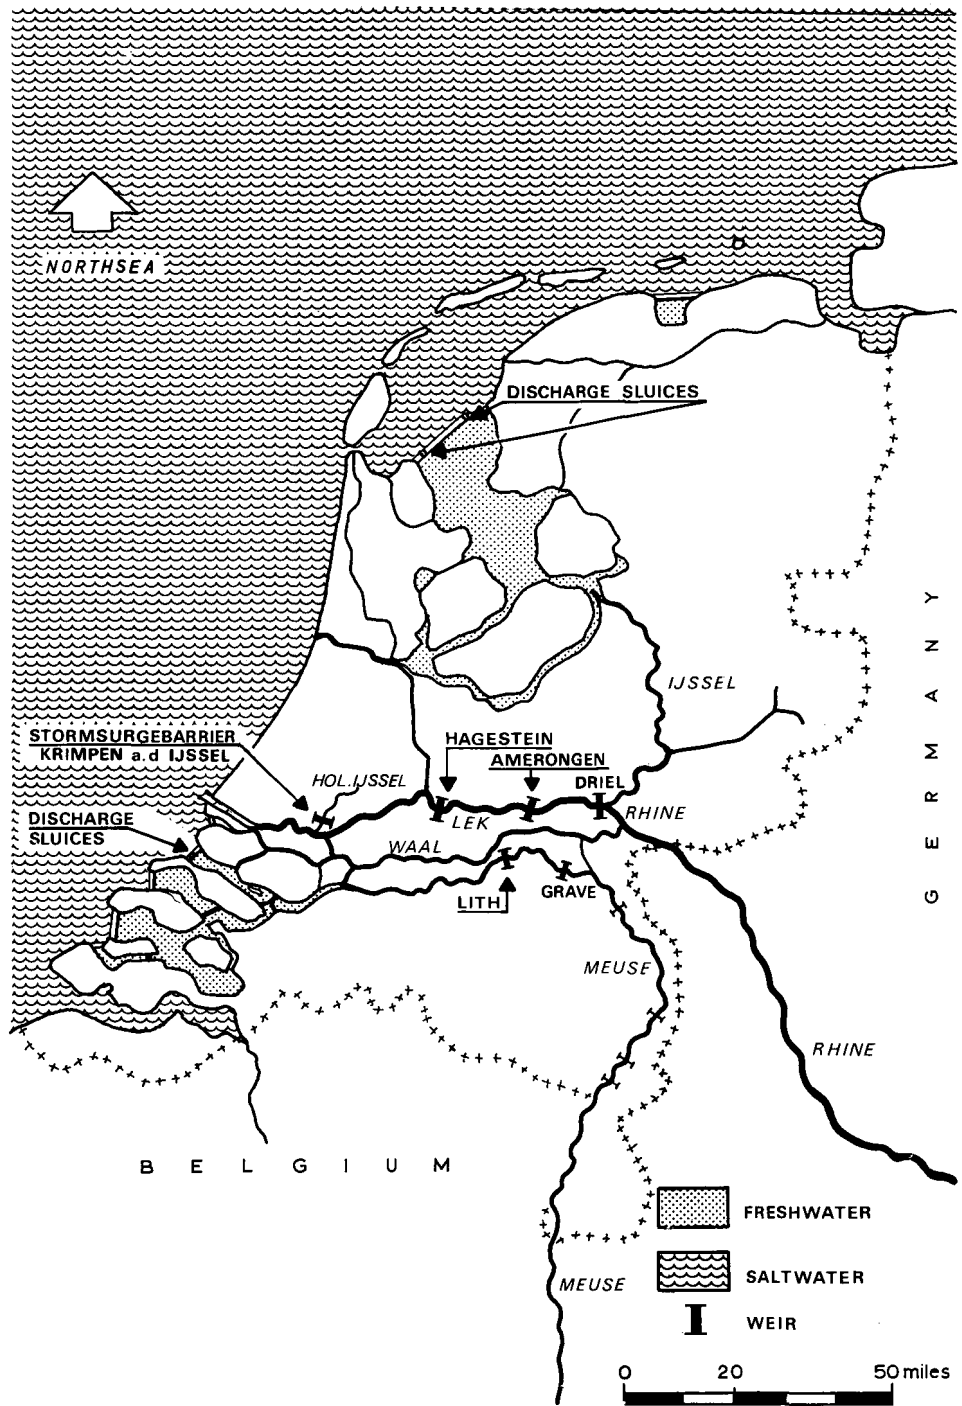 NORTHSEA
DISCHARGE SLUICES
GERMANY
IJSSEL
STORMSURGEBARRIER
KRIMPEN a.d IJSSEL
HAGESTEIN
AMERONGEN
HOL.IJSSEL
DRIEL
LEK
RHINE
DISCHARGE
SLUICES
WAAL
LITH
GRAVE
MEUSE
RHINE
BELGIUM
FRESHWATER
SALTWATER
MEUSE
WEIR
0 20 50 miles